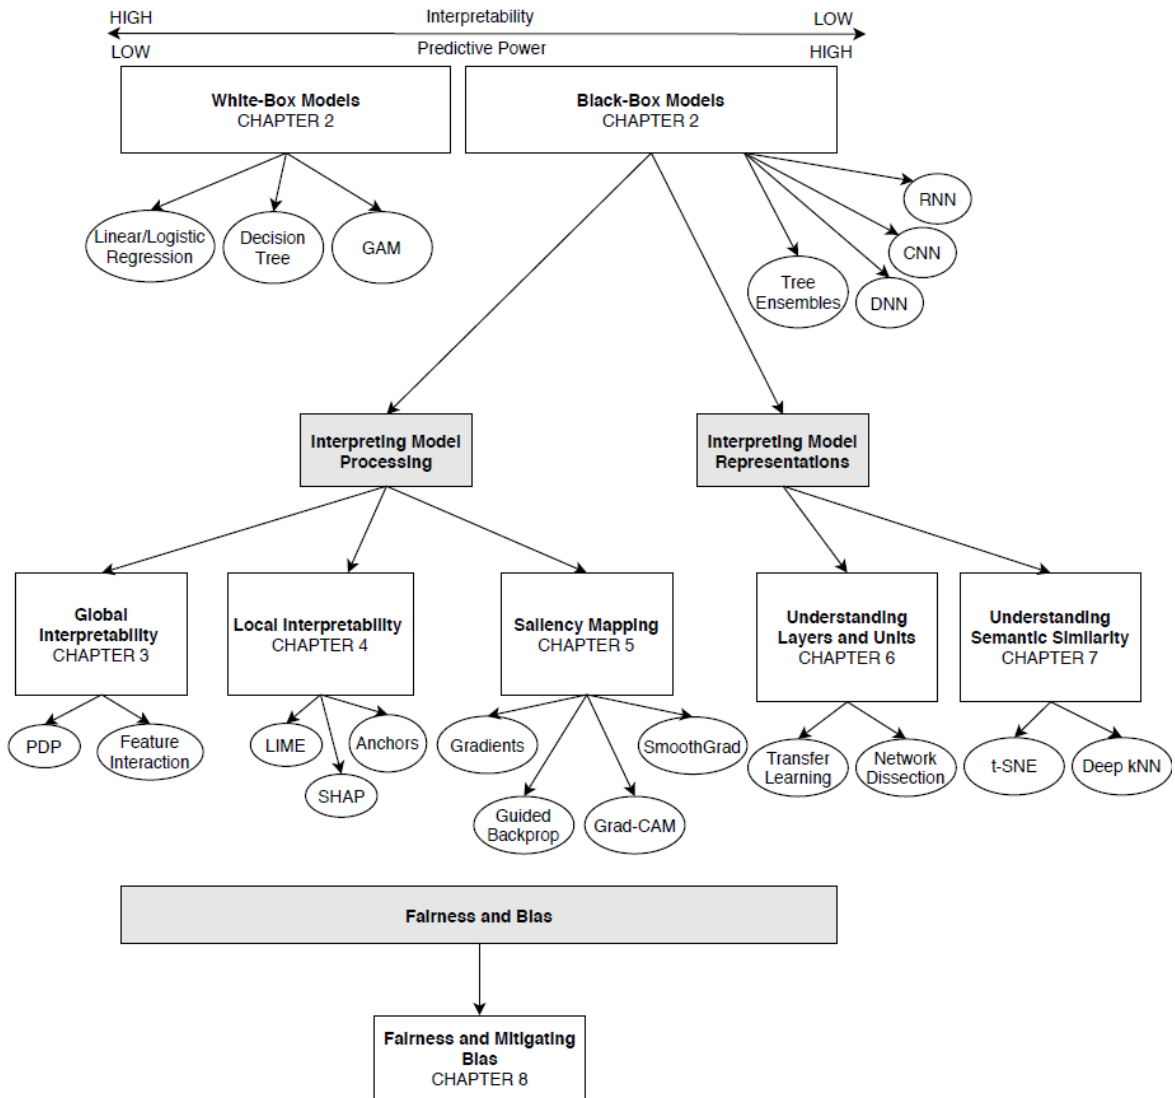 HIGH
Interpretability
LOW
LOW
Predictive Power
HIGH
White-Box Models
CHAPTER 2
Black-Box Models
CHAPTER 2
RNN
CNN
DNN
Tree
Ensembles
Linear/Logistic
Regression
Decision
Tree
GAM
Interpreting Model
Processing
Interpreting Model
Representations
Global
Interpretability
CHAPTER 3
Local Interpretability
CHAPTER 4
Saliency Mapping
CHAPTER 5
Understanding
Layers and Units
CHAPTER 6
Understanding
Semantic Similarity
CHAPTER 7
PDP
Feature
Interaction
LIME
SHAP
Anchors
Gradients
Guided
Backprop
Grad-CAM
SmoothGrad
Transfer
Learning
Network
Dissection
t-SNE
Deep kNN
Fairness and Bias
Fairness and Mitigating
Bias
CHAPTER 8